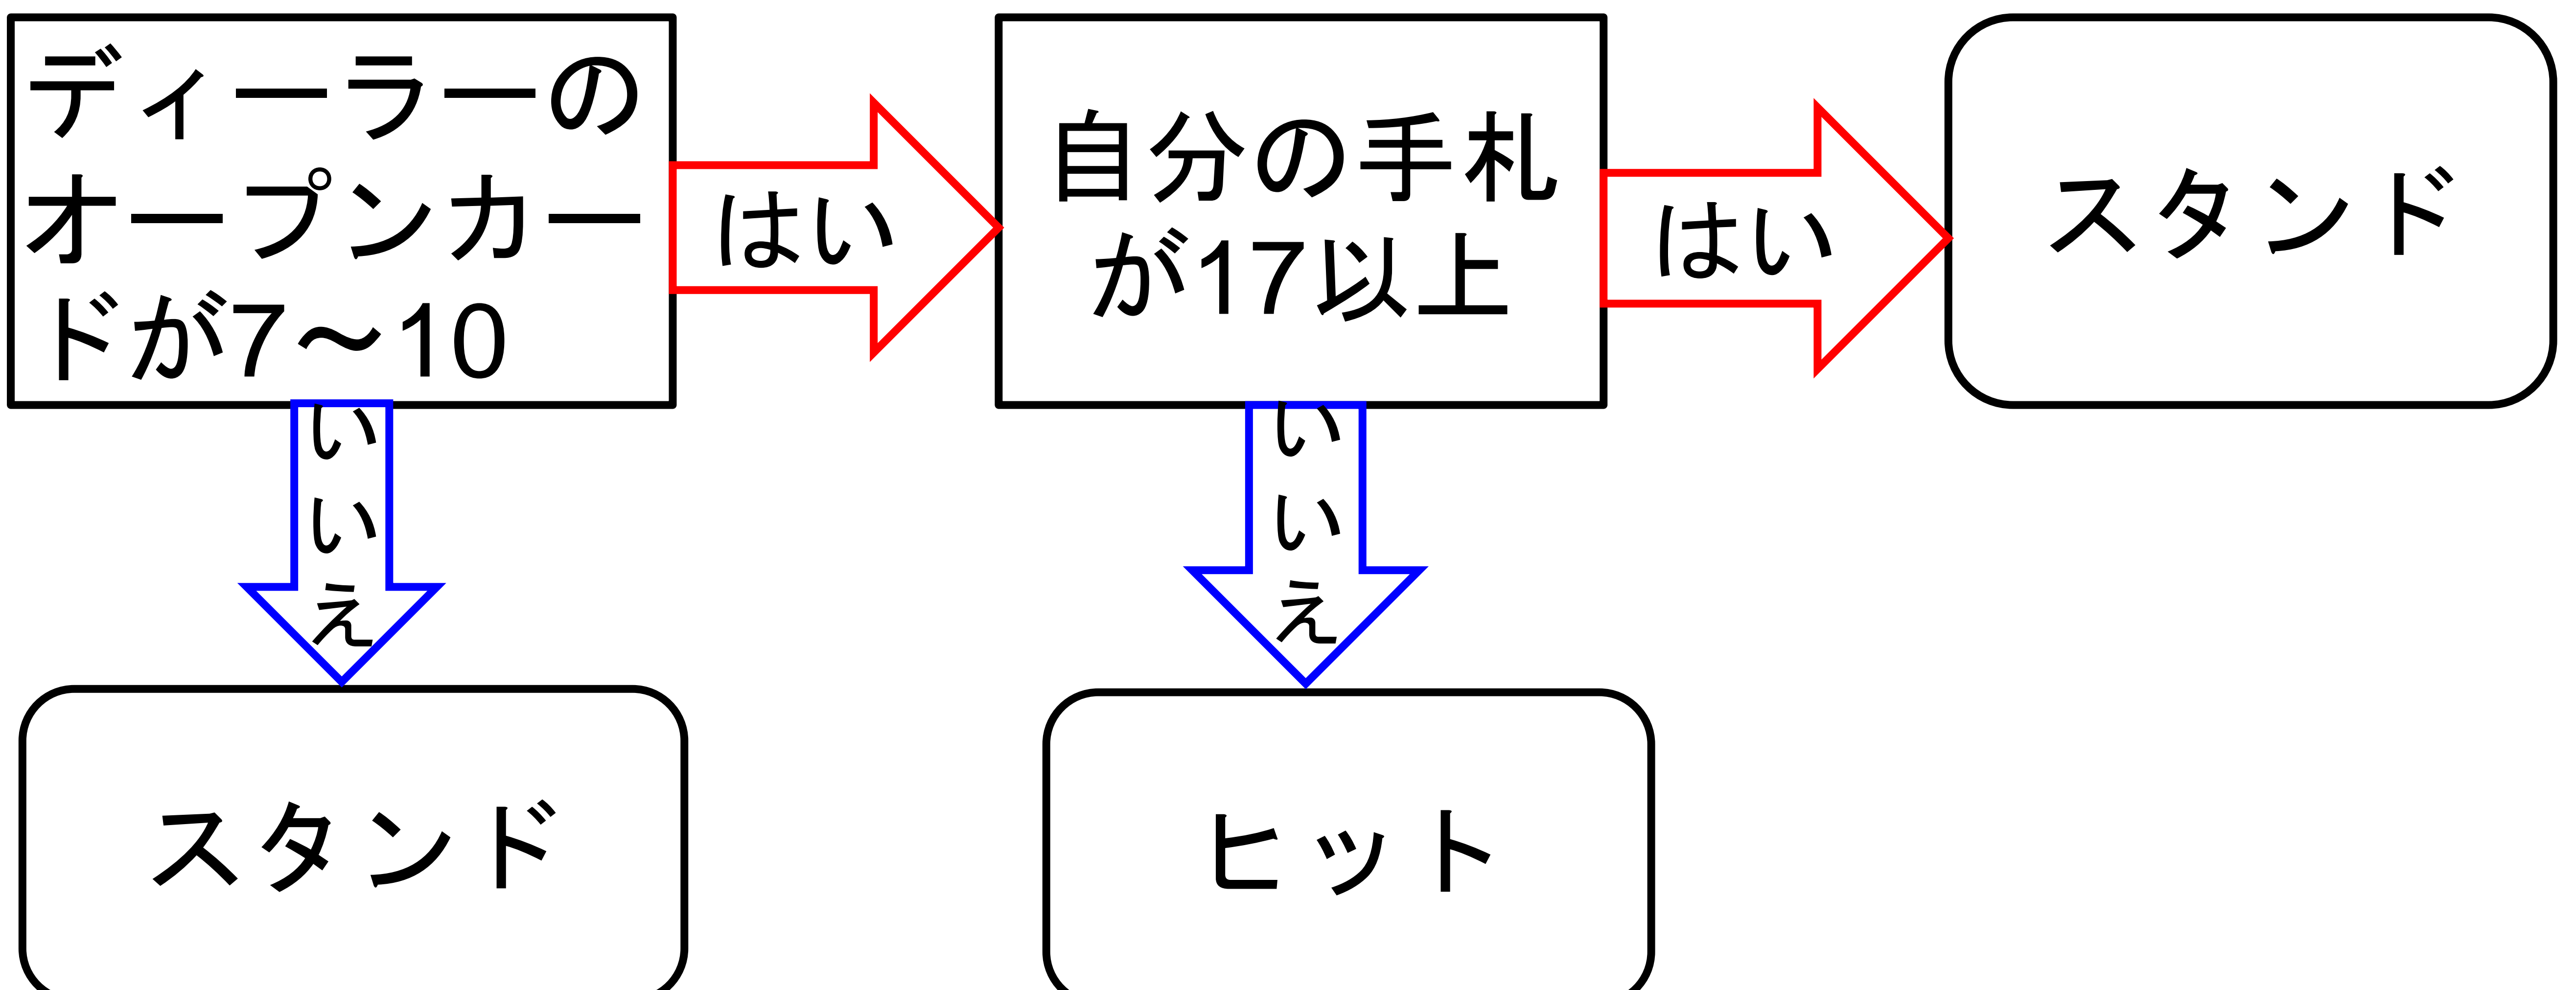 ディーラーの
オープンカー
ドが7～10
はい
自分の手札
が17以上
はい
スタンド
いいえ
いいえ
スタンド
ヒット